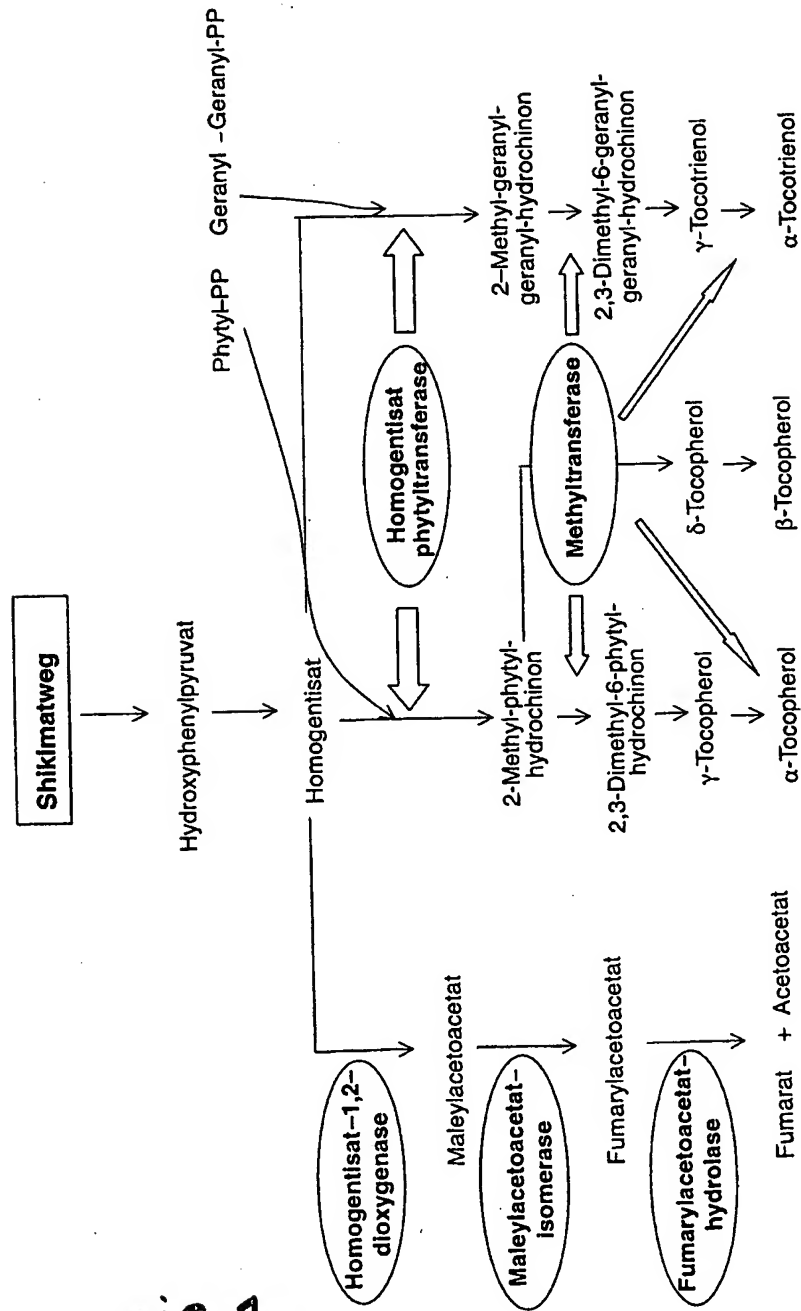 Shikimatweg
Hydroxyphenylpyruvat
Phytyl-PP
Geranyl –Geranyl-PP
Homogentisat
Homogentisat–1,2–
dioxygenase
Homogentisat
phytyltransferase
Maleylacetoacetat
2-Methyl-phytyl-
hydrochinon
2–Methyl-geranyl-
geranyl-hydrochinon
Maleylacetoacetat–
isomerase
Methyltransferase
Fumarylacetoacetat
2,3-Dimethyl-6-phytyl-
hydrochinon
2,3-Dimethyl-6-geranyl-
geranyl-hydrochinon
Fumarylacetoacetat–
hydrolase
γ-Tocopherol
δ-Tocopherol
γ-Tocotrienol
Fumarat + Acetoacetat
α-Tocopherol
β-Tocopherol
α-Tocotrienol